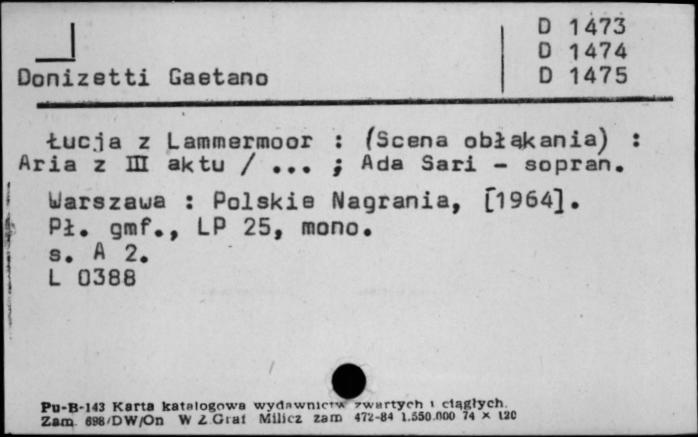 D 1473
D 1474
Donizetti Gaetano D 1475
Łucja z Lammermoor : (Scena obłąkania) :
Aria z III aktu / ... ; Ada Sari - sopran.
Warszawa : Polskie Nagrania, [1964].
Pł. gmf., LP 25, mono.
s. A 2.
L 0388
Pu-B-143 Karta katalogowa wydawnictw zwartych i ciągłych.
Zam. 698/DW/On W Z Graf Milicz zam 472-84 1.550.000 74 × 120